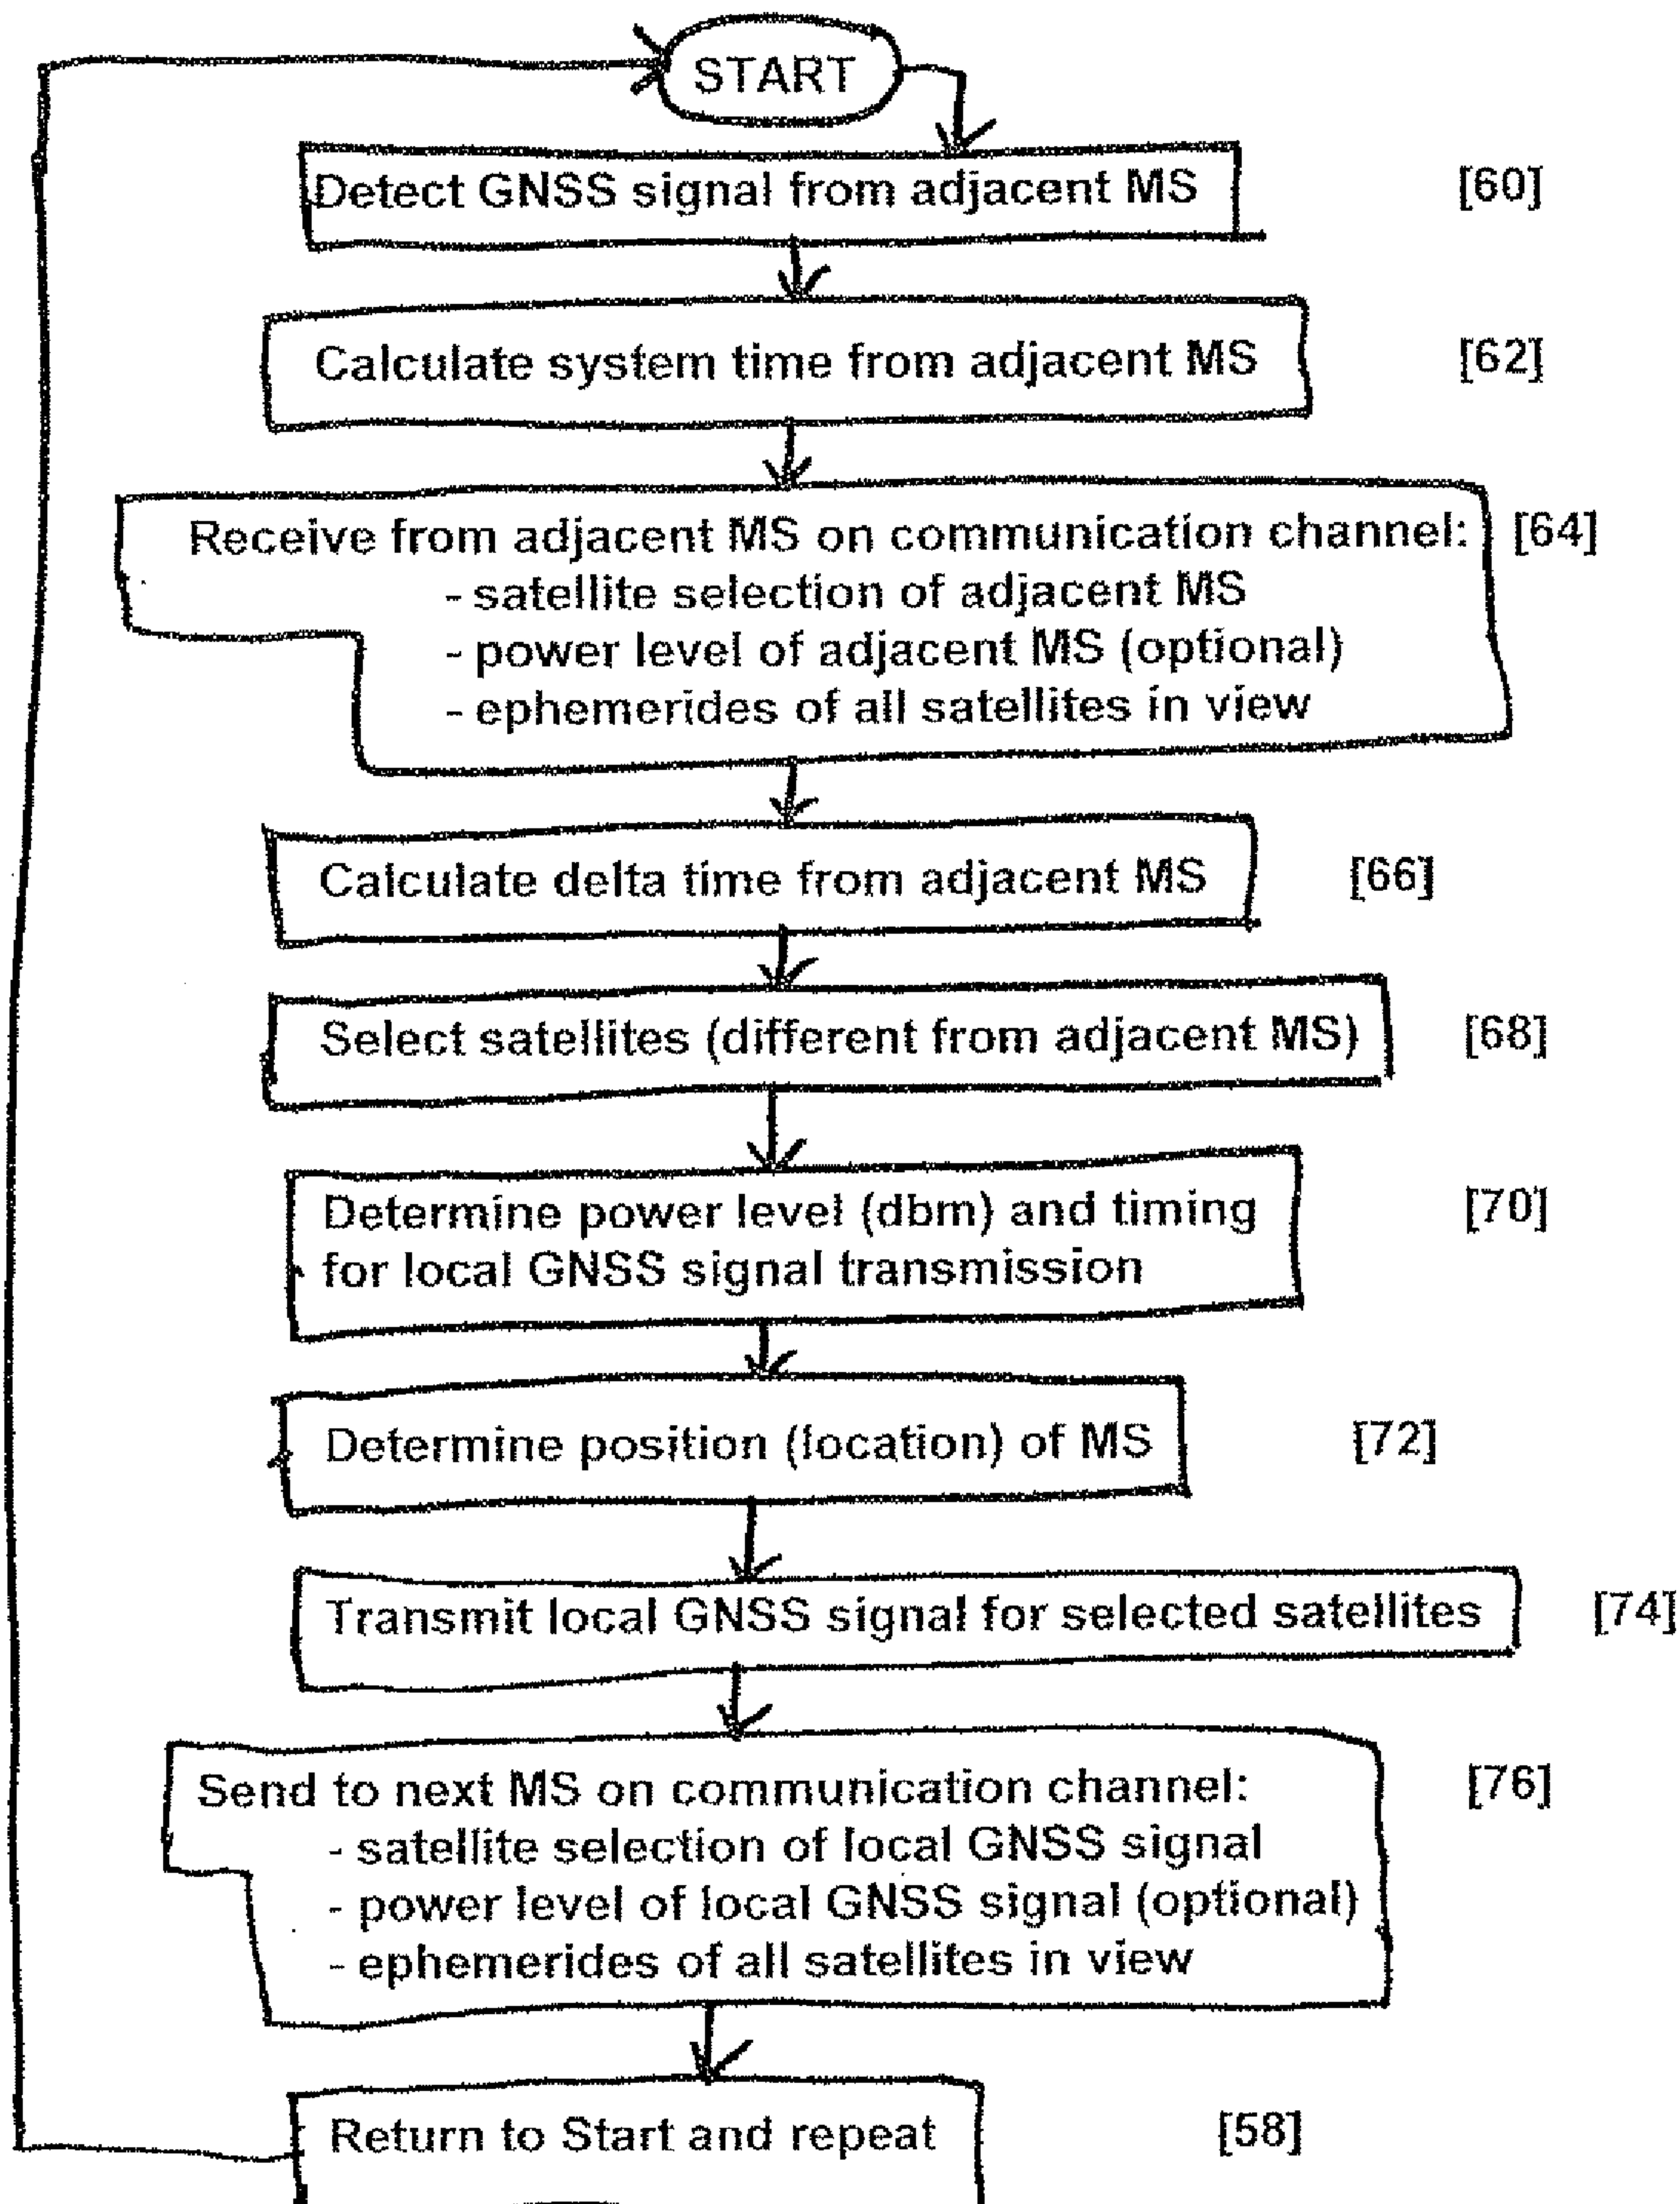 START
Detect GNSS signal from adjacent MS [60]
Calculate system time from adjacent MS [62]
Receive from adjacent MS on communication channel: [64]
- satellite selection of adjacent MS
- power level of adjacent MS (optional)
- ephemerides of all satellites in view
Calculate delta time from adjacent MS [66]
Select satellites (different from adjacent MS) [68]
Determine power level (dbm) and timing [70]
for local GNSS signal transmission
Determine position (location) of MS [72]
Transmit local GNSS signal for selected satellites [74]
Send to next MS on communication channel: [76]
- satellite selection of local GNSS signal
- power level of local GNSS signal (optional)
- ephemerides of all satellites in view
Return to Start and repeat [58]